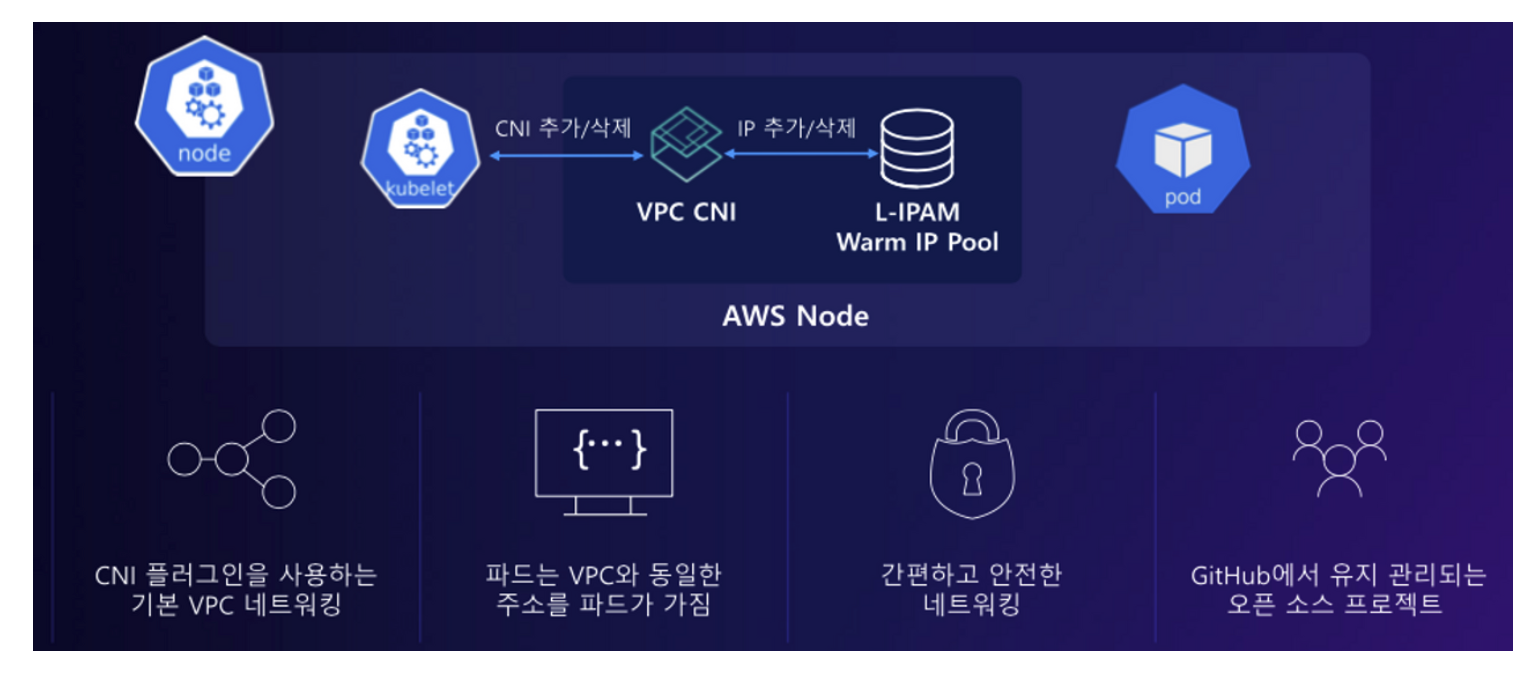 node
kubelet
CNI 추가/삭제
IP 추가/삭제
VPC CNI
L-IPAM
Warm IP Pool
pod
AWS Node
{···}
CNI 플러그인을 사용하는
기본 VPC 네트워킹
파드는 VPC와 동일한
주소를 파드가 가짐
간편하고 안전한
네트워킹
GitHub에서 유지 관리되는
오픈 소스 프로젝트